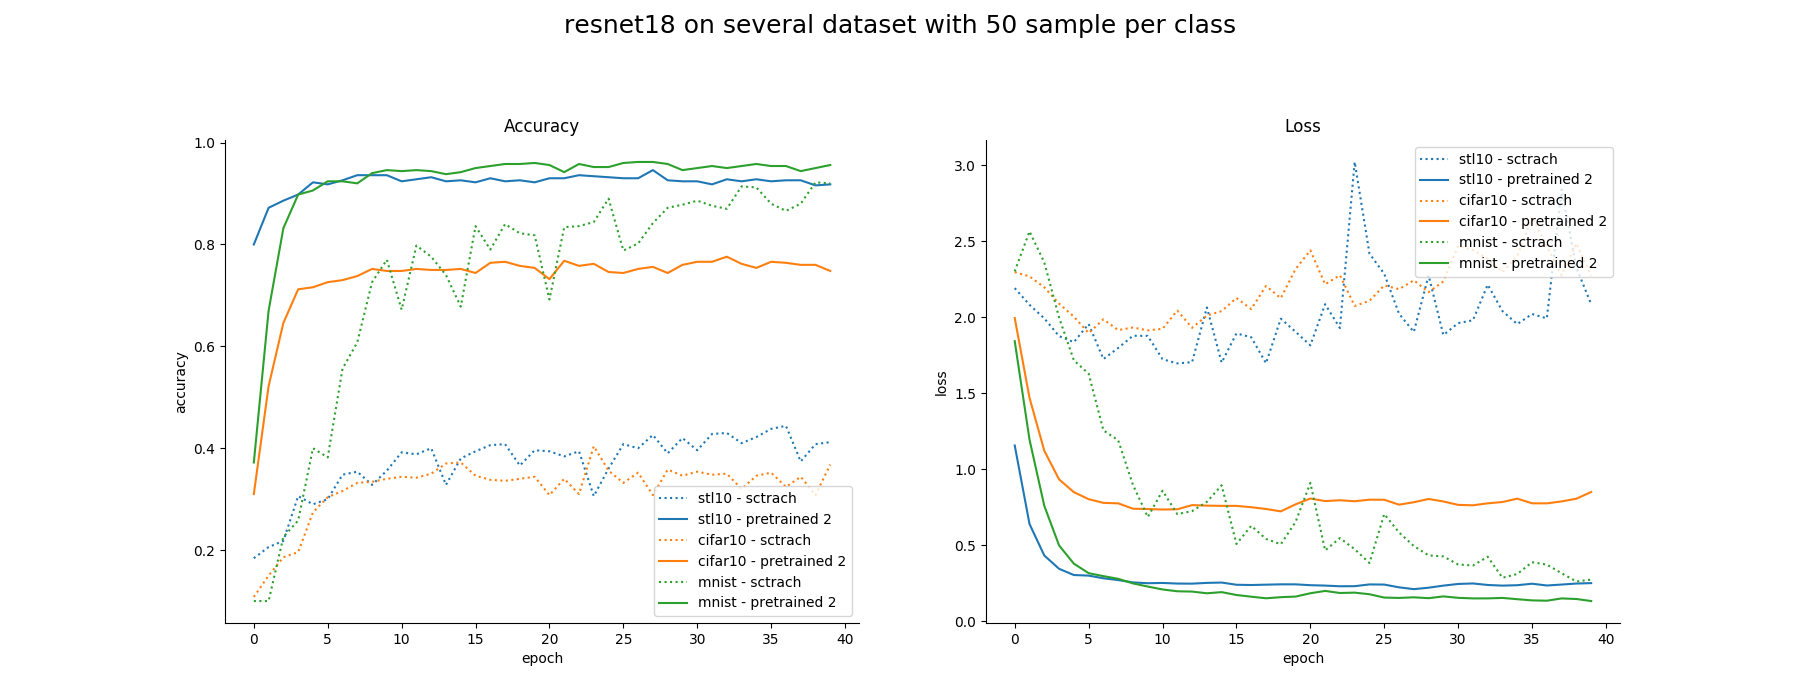 resnet18 on several dataset with 50 sample per class
Accuracy
1.0
0.8
0.6
0.4
0.2
accuracy
0 5 10 15 20 25 30 35 40
epoch
stl10 - sctrach
stl10 - pretrained 2
cifar10 - sctrach
cifar10 - pretrained 2
mnist - sctrach
mnist - pretrained 2
Loss
3.0
2.5
2.0
1.5
1.0
0.5
0.0
loss
0 5 10 15 20 25 30 35 40
epoch
stl10 - sctrach
stl10 - pretrained 2
cifar10 - sctrach
cifar10 - pretrained 2
mnist - sctrach
mnist - pretrained 2